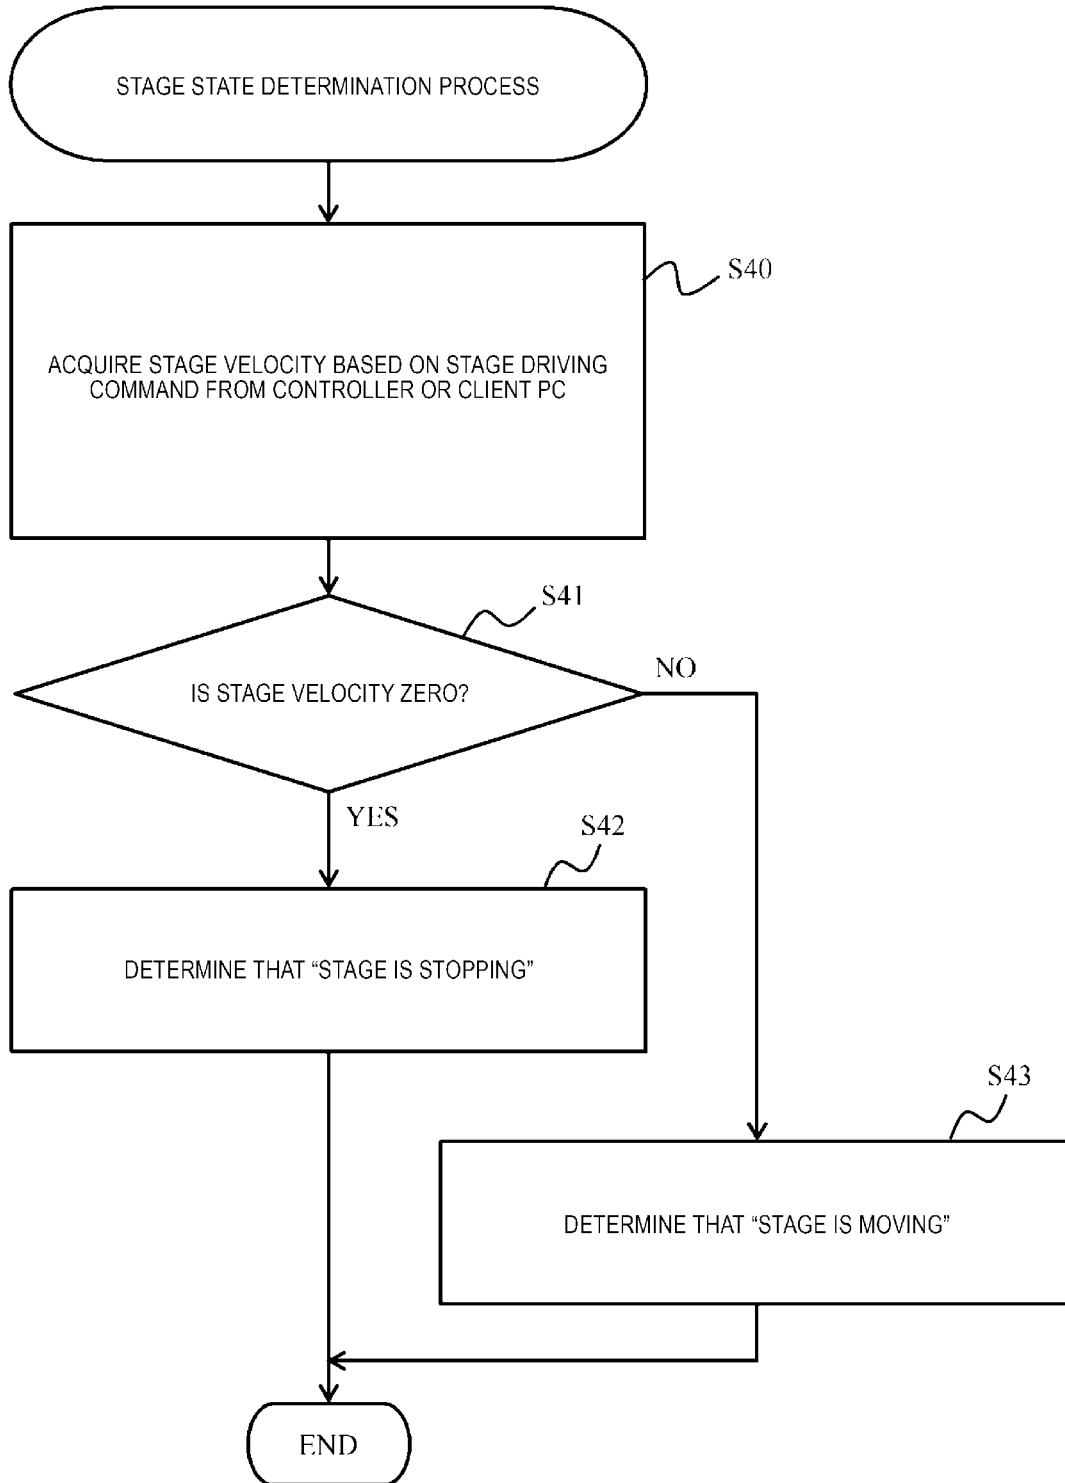 STAGE STATE DETERMINATION PROCESS
S40
ACQUIRE STAGE VELOCITY BASED ON STAGE DRIVING
COMMAND FROM CONTROLLER OR CLIENT PC
S41
IS STAGE VELOCITY ZERO?
NO
YES
S42
DETERMINE THAT “STAGE IS STOPPING”
S43
DETERMINE THAT “STAGE IS MOVING”
END